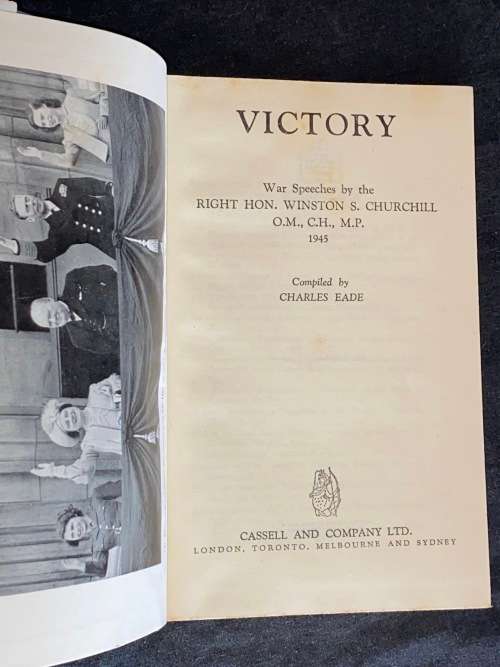 VICTORY
War Speeches by the
RIGHT HON. WINSTON S. CHURCHILL
O.M., C.H., M.P.
1945
Compiled by
CHARLES EADE
CASSELL AND COMPANY LTD.
LONDON, TORONTO, MELBOURNE AND SYDNEY